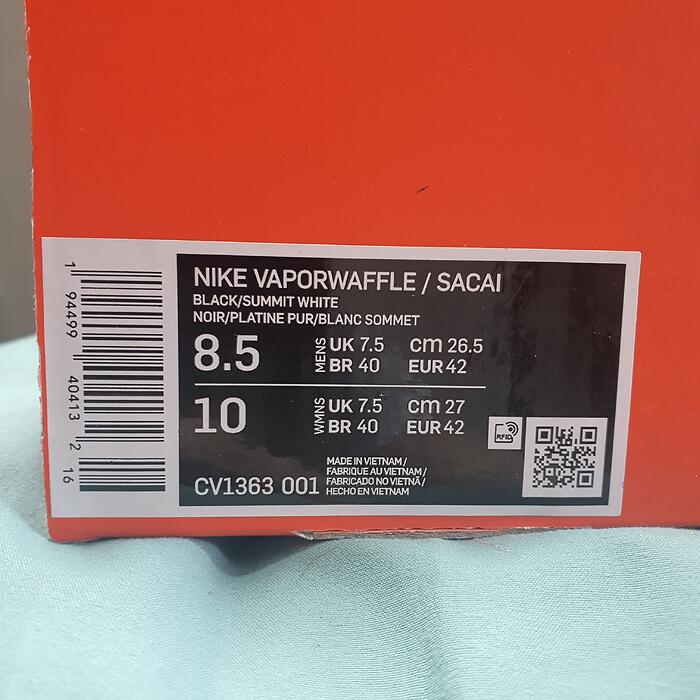 NIKE VAPORWAFFLE / SACAI
BLACK/SUMMIT WHITE
NOIR/PLATINE PUR/BLANC SOMMET
8.5 MENS UK 7.5 cm 26.5
BR 40 EUR 42
10 WMNS UK 7.5 cm 27
BR 40 EUR 42
RFID
CV1363 001
MADE IN VIETNAM /
FABRIQUE AU VIETNAM /
FABRICADO NO VIETNÃ /
HECHO EN VIETNAM
1 94499 40413 2 16